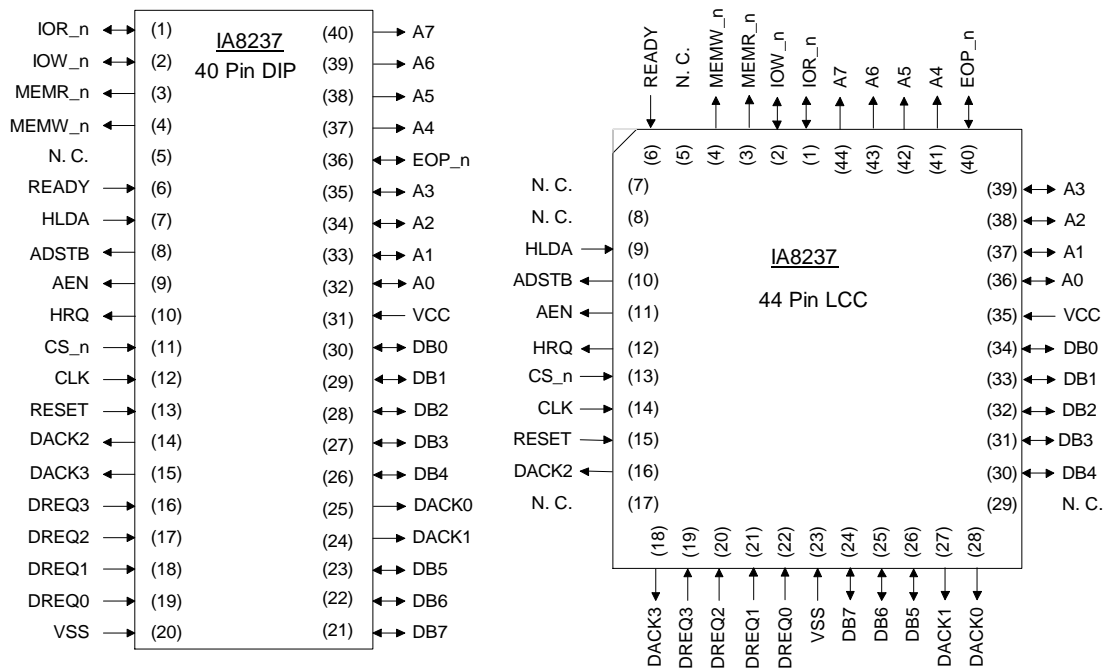 IA8237
40 Pin DIP
IOR_n (1) (40) A7
IOW_n (2) (39) A6
MEMR_n (3) (38) A5
MEMW_n (4) (37) A4
N. C. (5) (36) EOP_n
READY (6) (35) A3
HLDA (7) (34) A2
ADSTB (8) (33) A1
AEN (9) (32) A0
HRQ (10) (31) VCC
CS_n (11) (30) DB0
CLK (12) (29) DB1
RESET (13) (28) DB2
DACK2 (14) (27) DB3
DACK3 (15) (26) DB4
DREQ3 (16) (25) DACK0
DREQ2 (17) (24) DACK1
DREQ1 (18) (23) DB5
DREQ0 (19) (22) DB6
VSS (20) (21) DB7
READY N. C. MEMW_n MEMR_n IOW_n IOR_n A7 A6 A5 A4 EOP_n
(6) (5) (4) (3) (2) (1) (44) (43) (42) (41) (40)
N. C. (7) (39) A3
N. C. (8) (38) A2
HLDA (9) (37) A1
IA8237
ADSTB (10) (36) A0
44 Pin LCC
AEN (11) (35) VCC
HRQ (12) (34) DB0
CS_n (13) (33) DB1
CLK (14) (32) DB2
RESET (15) (31) DB3
DACK2 (16) (30) DB4
N. C. (17) (29) N. C.
(18) (19) (20) (21) (22) (23) (24) (25) (26) (27) (28)
DACK3 DREQ3 DREQ2 DREQ1 DREQ0 VSS DB7 DB6 DB5 DACK1 DACK0